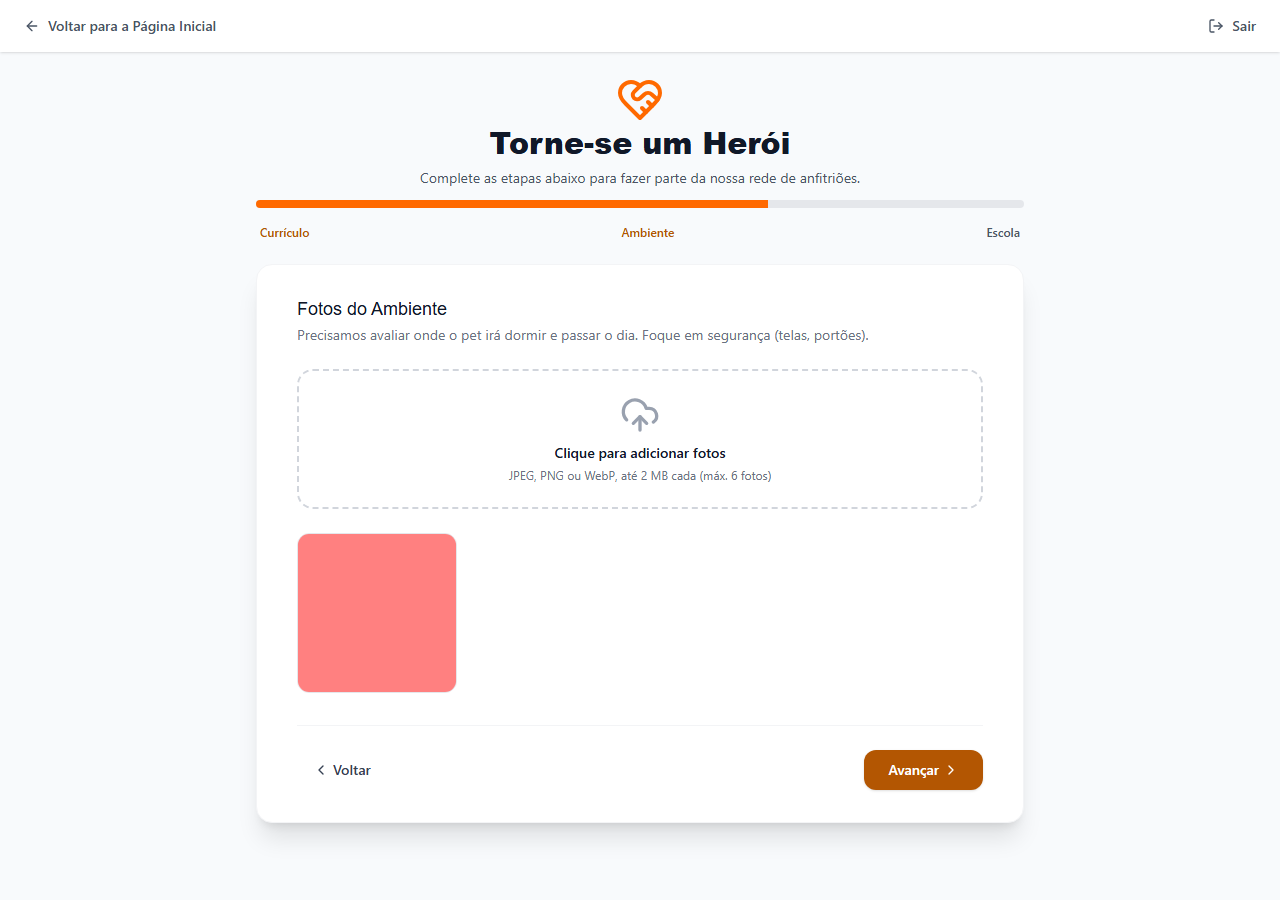 Voltar para a Página Inicial
Sair
Torne-se um Herói
Complete as etapas abaixo para fazer parte da nossa rede de anfitriões.
Currículo
Ambiente
Escola
Fotos do Ambiente
Precisamos avaliar onde o pet irá dormir e passar o dia. Foque em segurança (telas, portões).
Clique para adicionar fotos
JPEG, PNG ou WebP, até 2 MB cada (máx. 6 fotos)
Voltar
Avançar